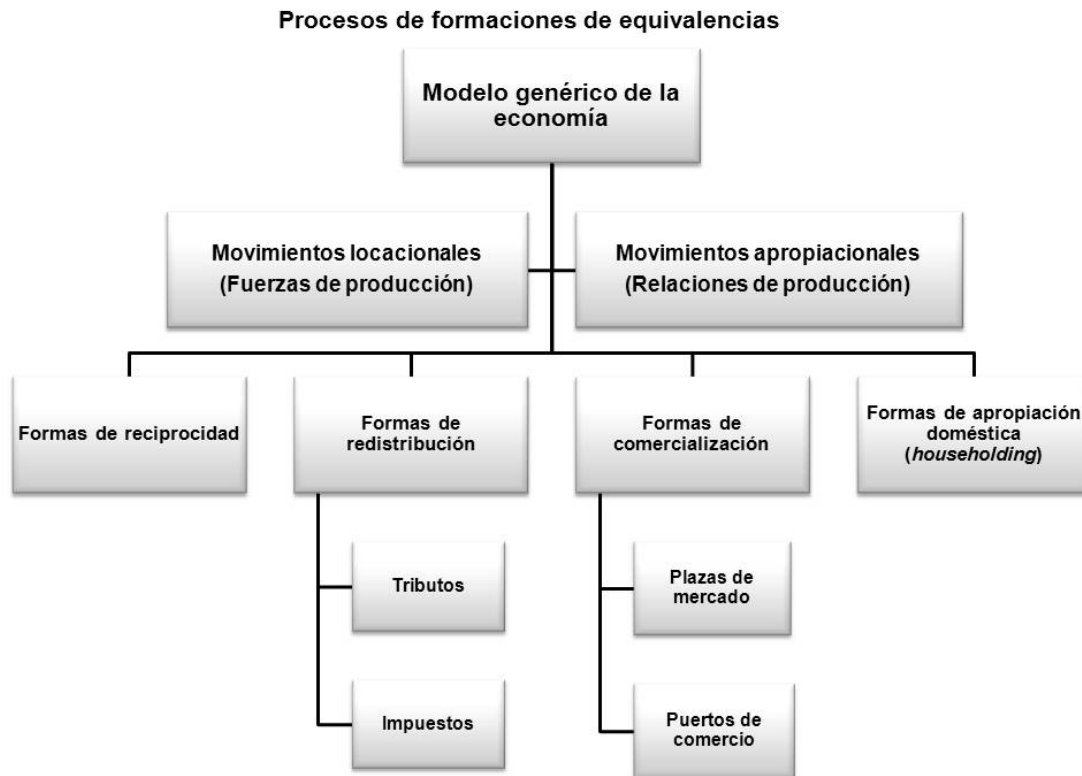 Procesos de formaciones de equivalencias
Modelo genérico de la
economía
Movimientos locacionales
(Fuerzas de producción)
Movimientos apropiacionales
(Relaciones de producción)
Formas de reciprocidad
Formas de
redistribución
Formas de
comercialización
Formas de apropiación
doméstica
(householding)
Tributos
Plazas de
mercado
Impuestos
Puertos de
comercio